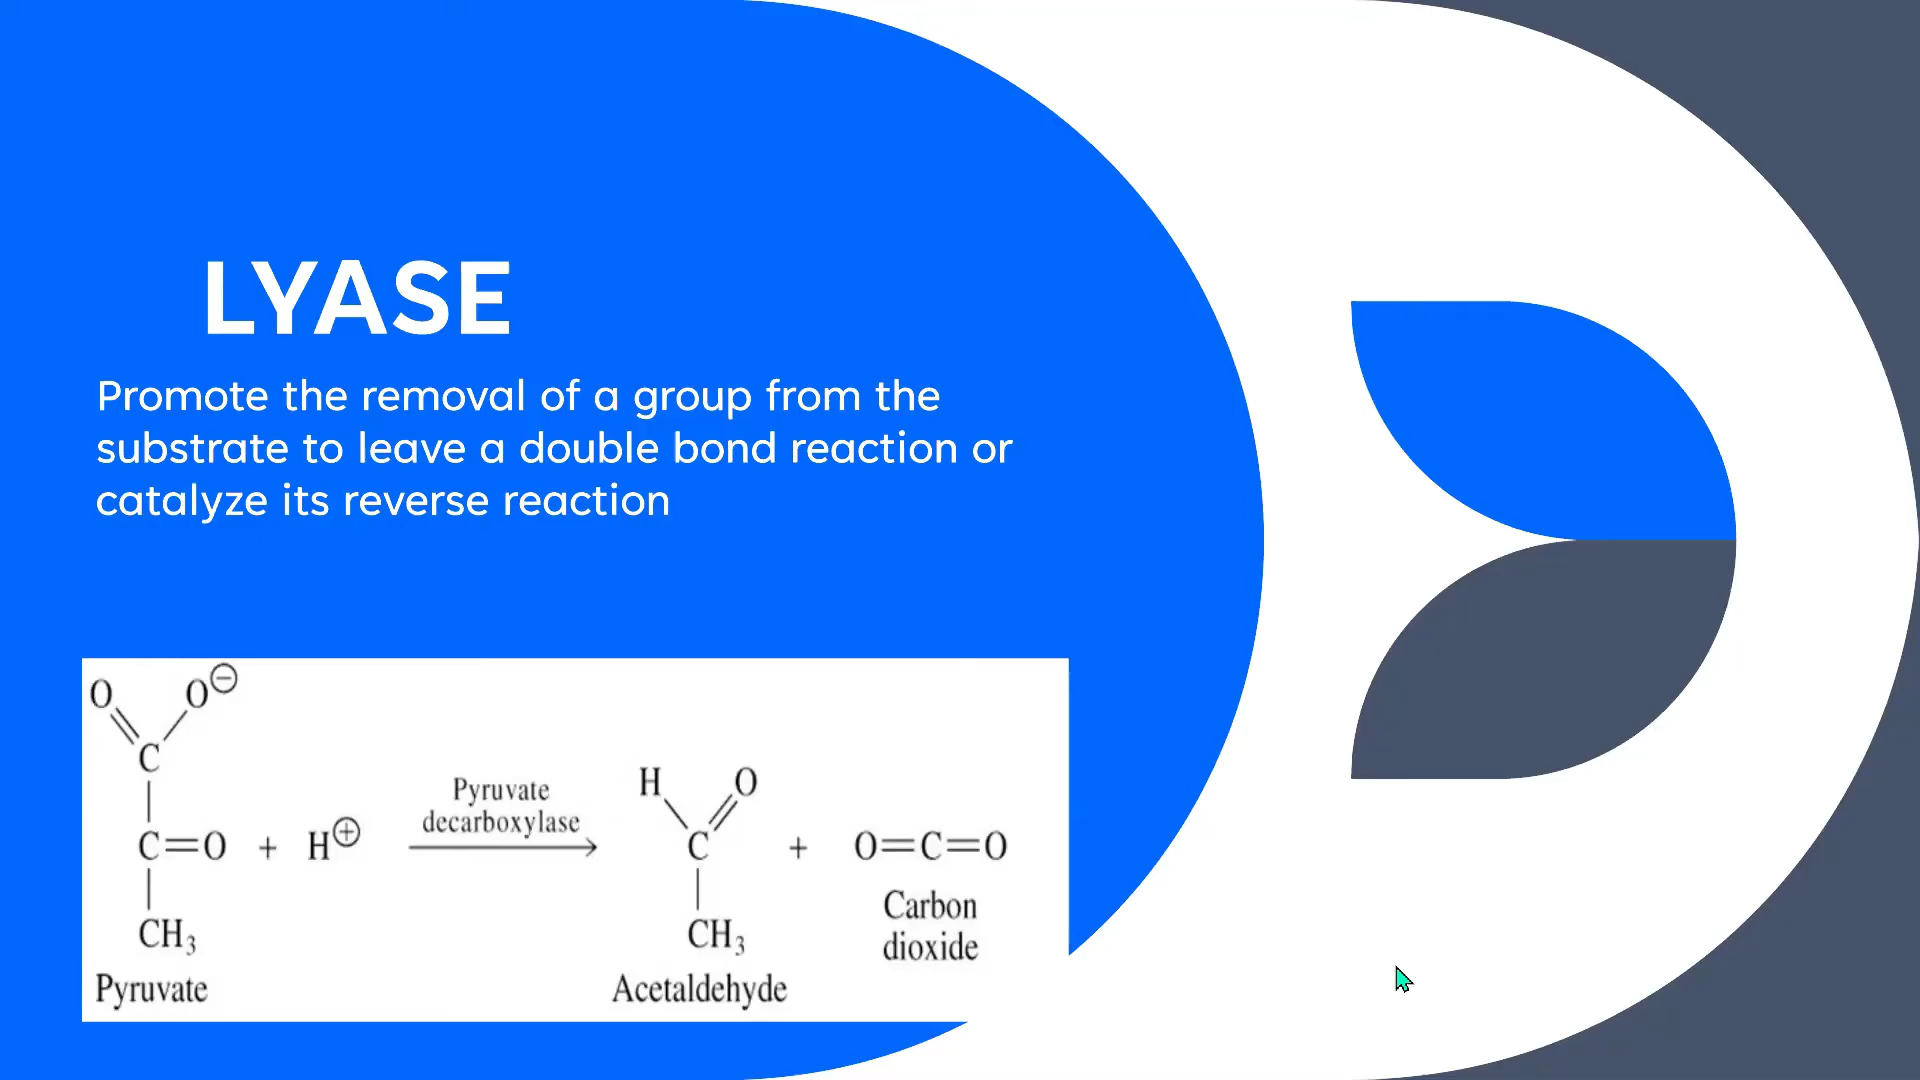 LYASE
Promote the removal of a group from the
substrate to leave a double bond reaction or
catalyze its reverse reaction
O O⊖
C
C=O + H⊕
CH₃
Pyruvate
Pyruvate
decarboxylase
H O
C
CH₃
Acetaldehyde
+ O=C=O
Carbon
dioxide